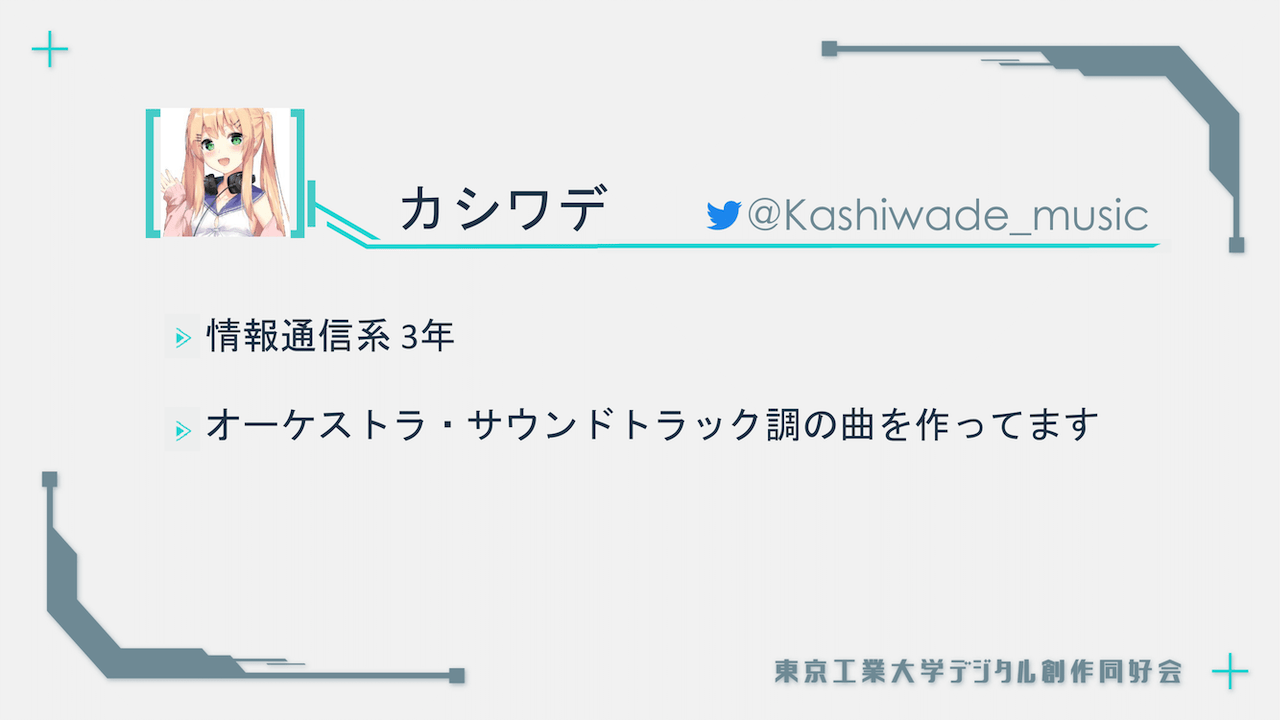 カシワデ
@Kashiwade_music
情報通信系 3年
オーケストラ・サウンドトラック調の曲を作ってます
東京工業大学デジタル創作同好会